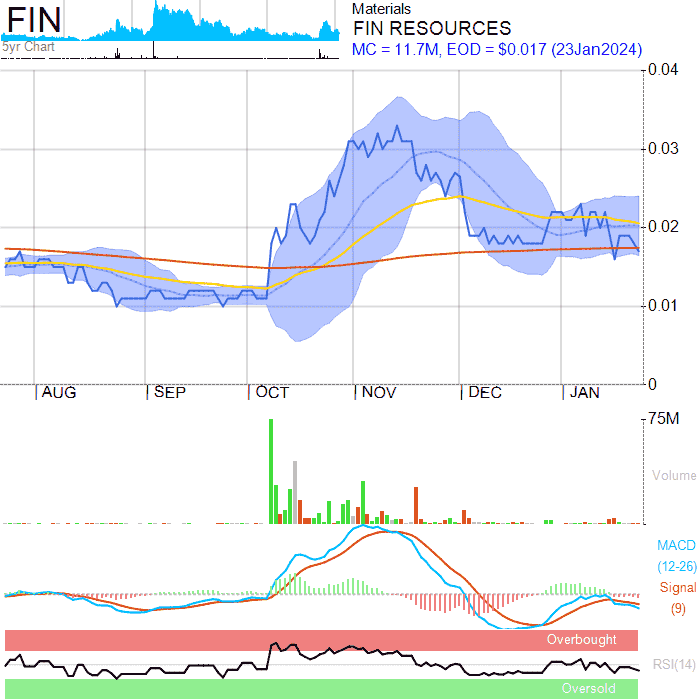 FIN
5yr Chart
Materials
FIN RESOURCES
MC = 11.7M, EOD = $0.017 (23Jan2024)
0.04
0.03
0.02
0.01
0
AUG SEP OCT NOV DEC JAN
75M
Volume
MACD
(12-26)
Signal
(9)
Overbought
RSI(14)
Oversold